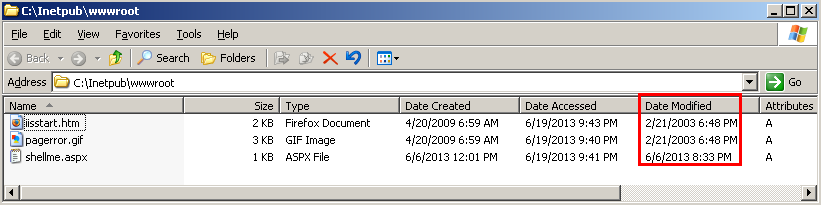 C:\Inetpub\wwwroot
File Edit View Favorites Tools Help
Back Search Folders
Address C:\Inetpub\wwwroot Go
Name Size Type Date Created Date Accessed Date Modified Attributes
iisstart.htm 2 KB Firefox Document 4/20/2009 6:59 AM 6/19/2013 9:43 PM 2/21/2003 6:48 PM A
pagerror.gif 3 KB GIF Image 4/20/2009 6:59 AM 6/19/2013 9:40 PM 2/21/2003 6:48 PM A
shellme.aspx 1 KB ASPX File 6/6/2013 12:01 PM 6/19/2013 9:41 PM 6/6/2013 8:33 PM A